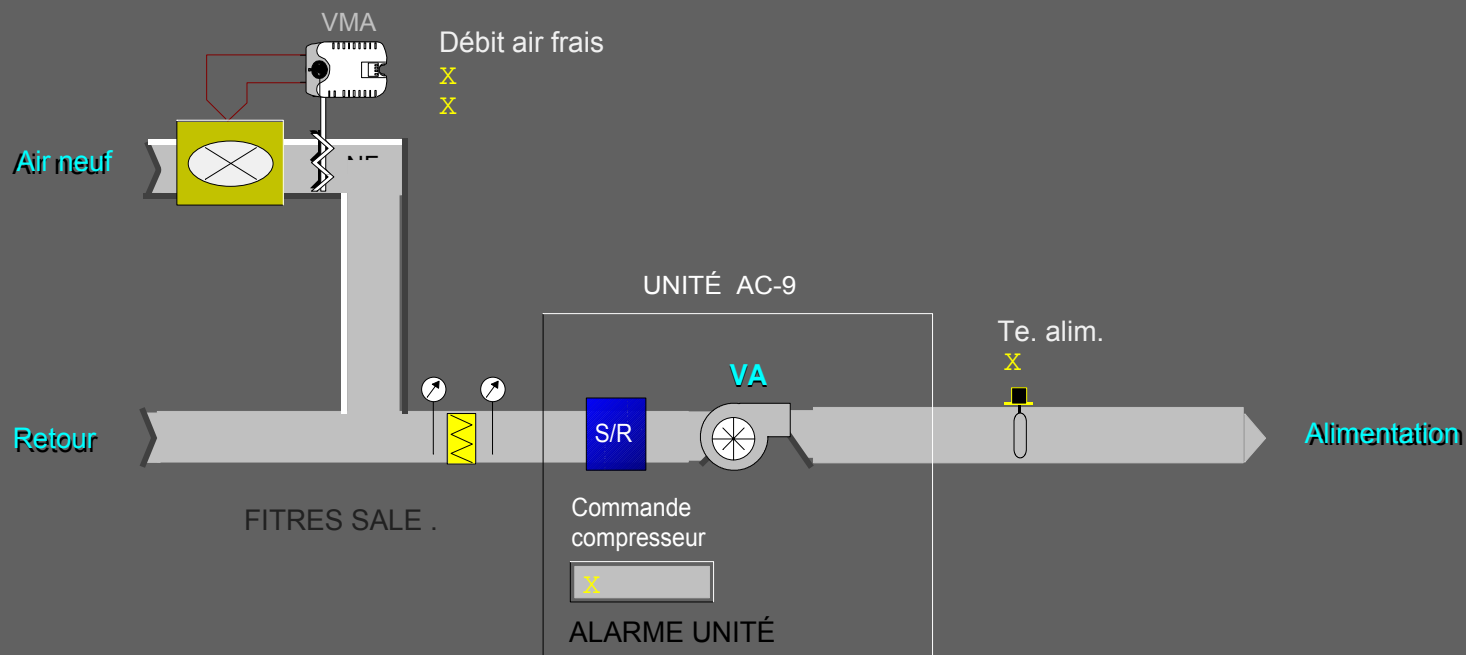 VMA
Débit air frais
X
X
Air neuf
UNITÉ AC-9
Te. alim.
X
VA
Retour
S/R
Alimentation
FITRES SALE .
Commande
compresseur
X
ALARME UNITÉ